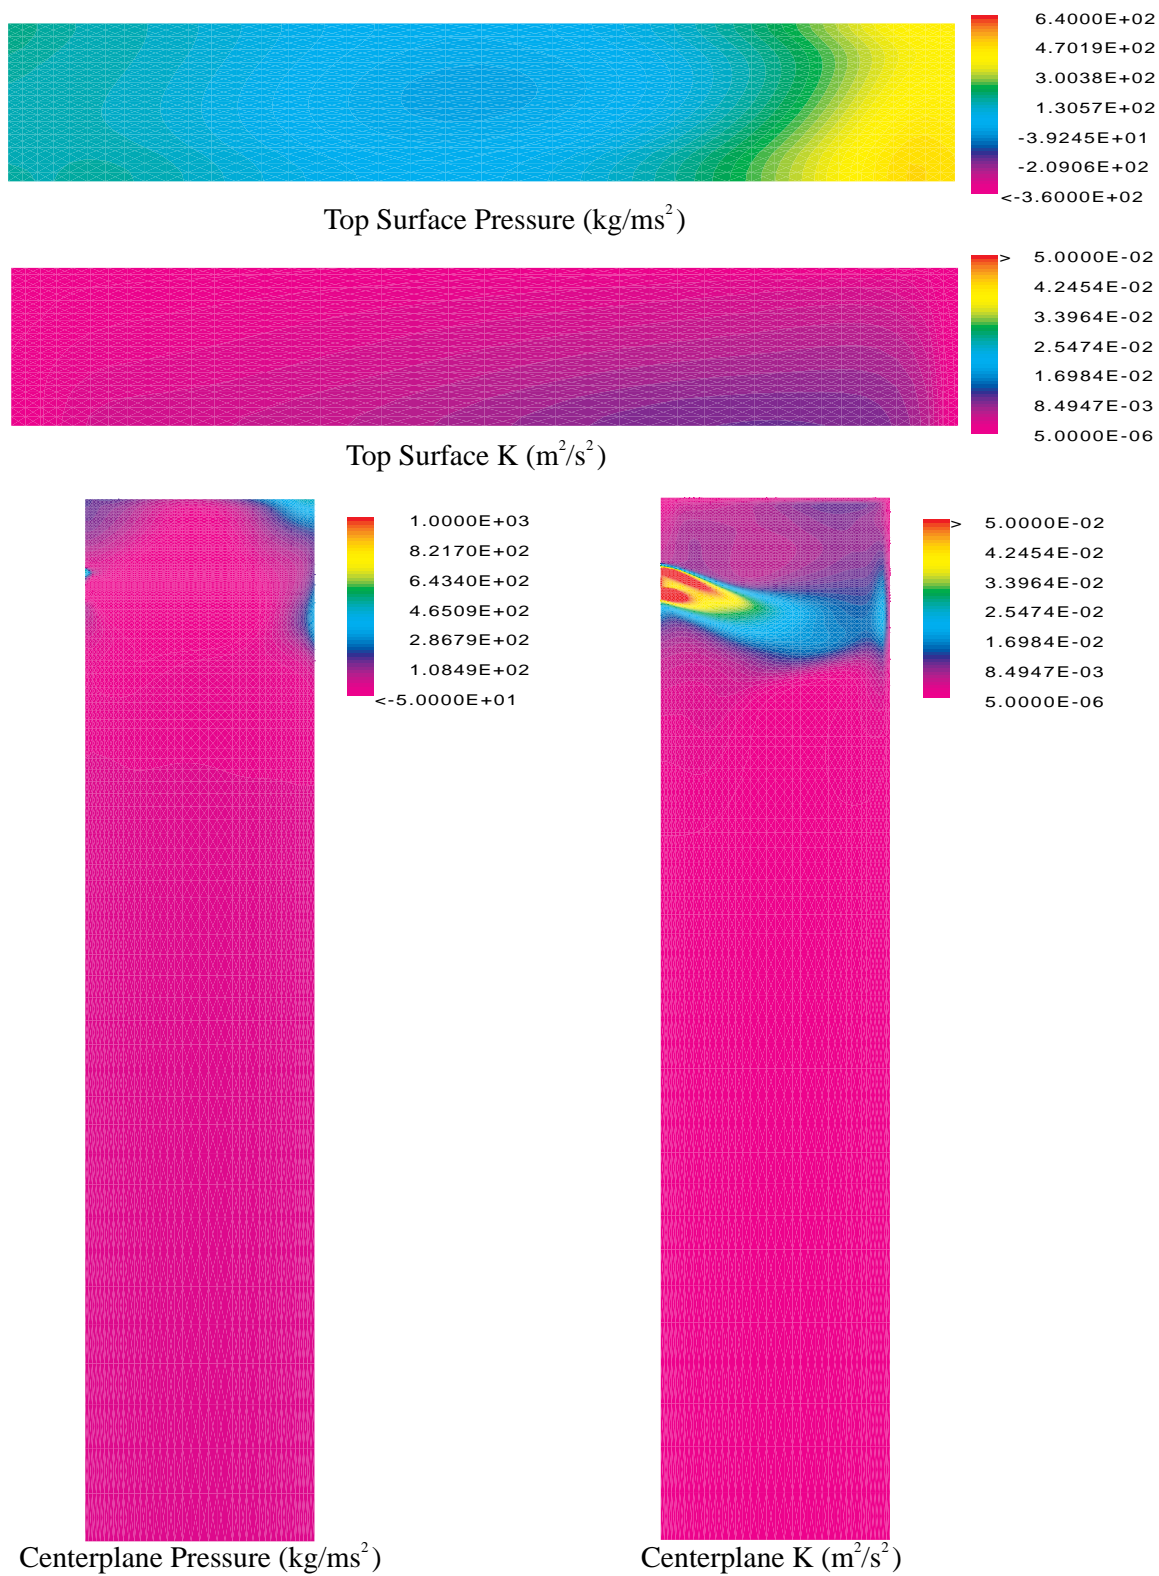 6.4000E+02
4.7019E+02
3.0038E+02
1.3057E+02
-3.9245E+01
-2.0906E+02
<-3.6000E+02
Top Surface Pressure (kg/ms²)
> 5.0000E-02
4.2454E-02
3.3964E-02
2.5474E-02
1.6984E-02
8.4947E-03
5.0000E-06
Top Surface K (m²/s²)
1.0000E+03
8.2170E+02
6.4340E+02
4.6509E+02
2.8679E+02
1.0849E+02
<-5.0000E+01
> 5.0000E-02
4.2454E-02
3.3964E-02
2.5474E-02
1.6984E-02
8.4947E-03
5.0000E-06
Centerplane Pressure (kg/ms²)
Centerplane K (m²/s²)